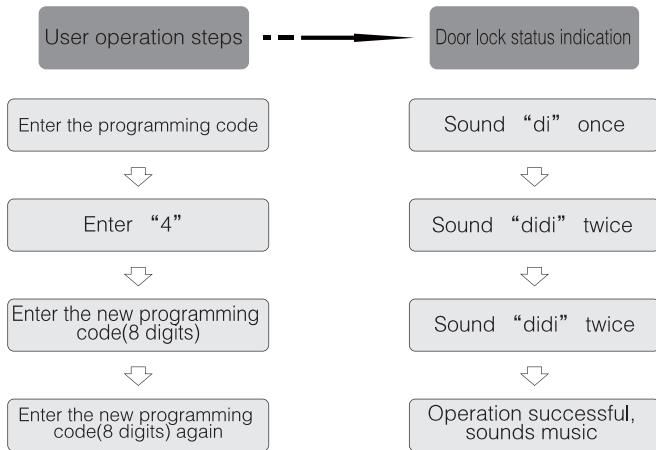 User operation steps
Door lock status indication
Enter the programming code
Sound “di” once
Enter “4”
Sound “didi” twice
Enter the new programming
code(8 digits)
Sound “didi” twice
Enter the new programming
code(8 digits) again
Operation successful,
sounds music